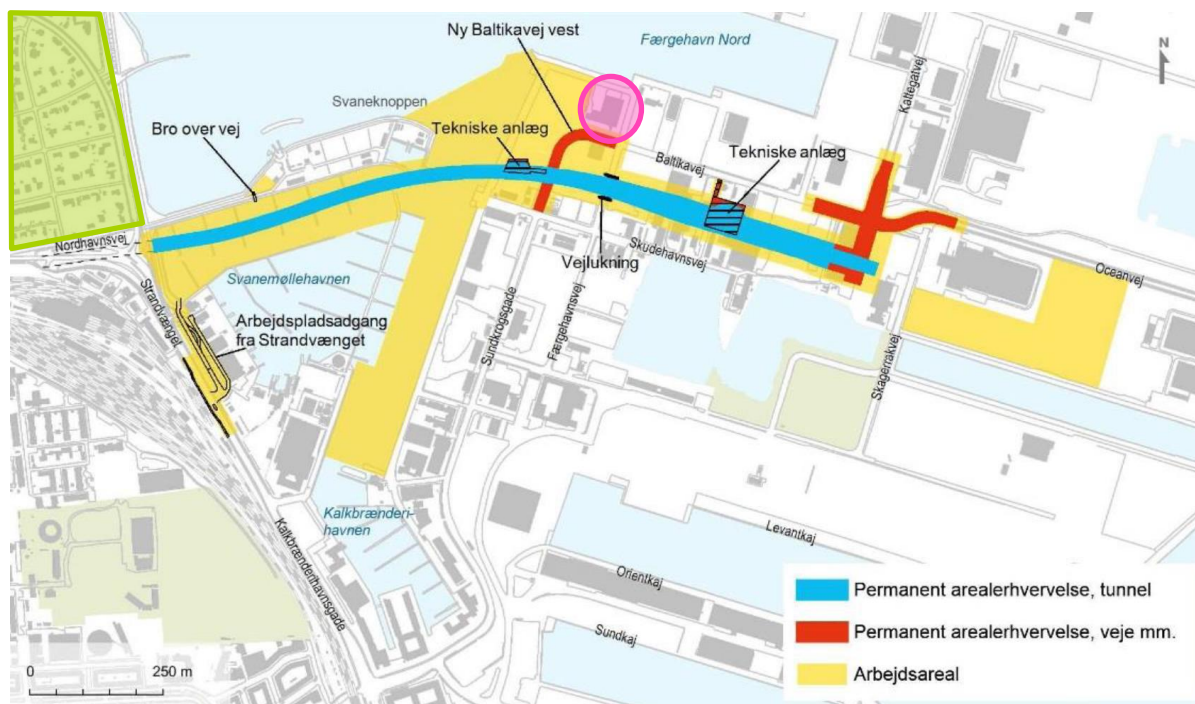 Ny Baltikavej vest
Færgehavn Nord
N
Kattegatvej
Svaneknoppen
Bro over vej
Tekniske anlæg
Baltikavej
Tekniske anlæg
Nordhavnsvej
Vejlukning
Skudehavnsvej
Oceanvej
Svanemøllehavnen
Strandvænget
Arbejdspladsadgang
fra Strandvænget
Sundkrogsgade
Færgehavnsvej
Skagerrakvej
Kalkbrænderi-
havnen
Kalkbrænderihavnsgade
Levantkaj
Orientkaj
Sundkaj
0 250 m
Permanent arealerhvervelse, tunnel
Permanent arealerhvervelse, veje mm.
Arbejdsareal